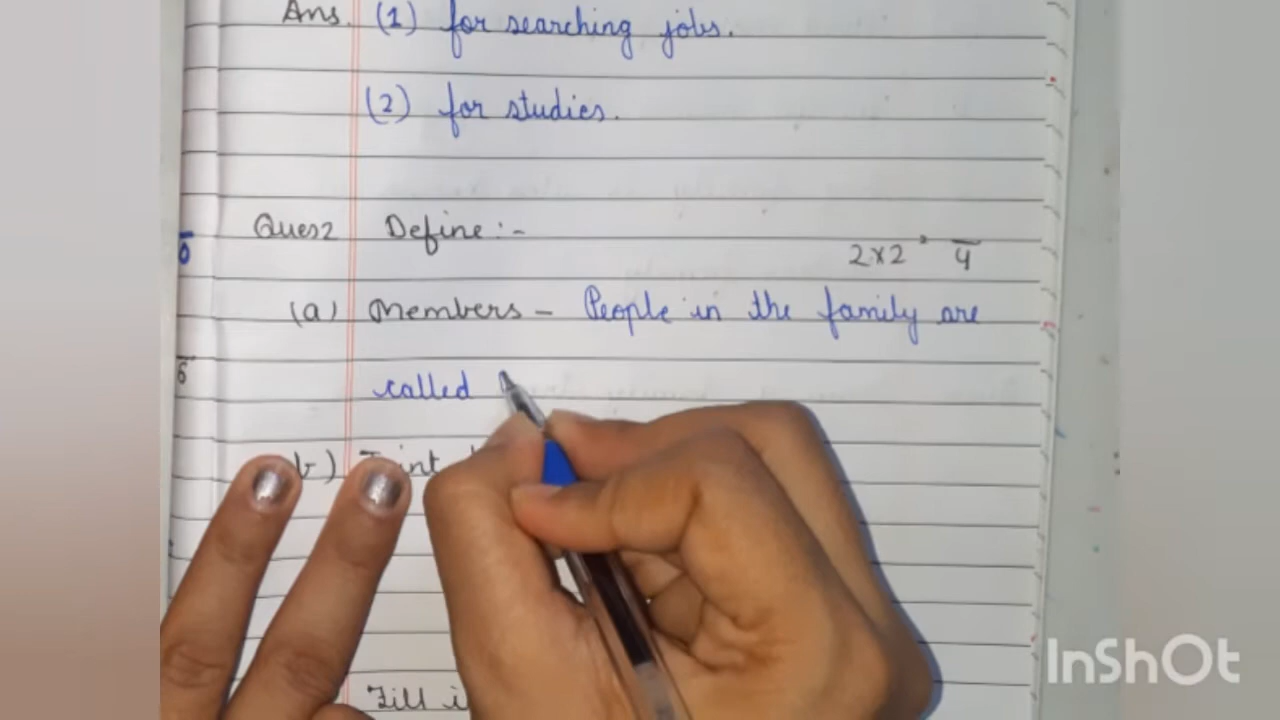 Ans. (1) for searching jobs.
(2) for studies.
Ques2 Define :-
2x2 = 4
(a) Members - People in the family are
called
b)
Fill i
InShOt